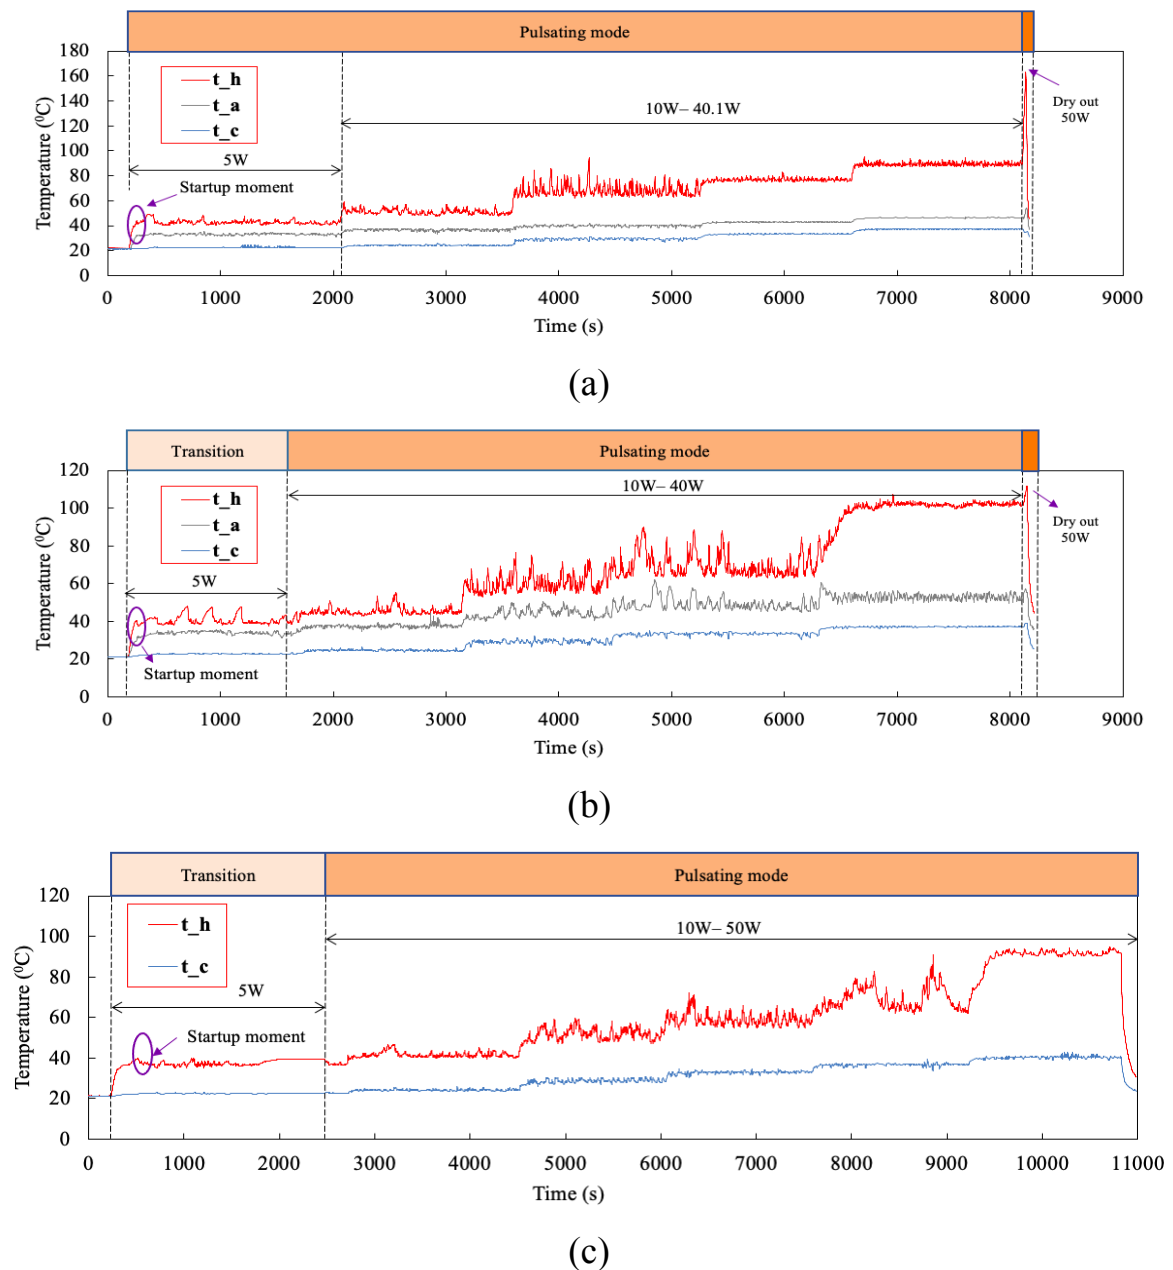 Pulsating mode
180
160
140
120
100
80
60
40
20
0
Temperature (⁰C)
t_h
t_a
t_c
10W– 40.1W
Dry out
50W
5W
Startup moment
0 1000 2000 3000 4000 5000 6000 7000 8000 9000
Time (s)
(a)
Transition Pulsating mode
120
100
80
60
40
20
0
Temperature (⁰C)
t_h
t_a
t_c
10W– 40W
Dry out
50W
5W
Startup moment
0 1000 2000 3000 4000 5000 6000 7000 8000 9000
Time (s)
(b)
Transition Pulsating mode
120
100
80
60
40
20
0
Temperature (⁰C)
t_h
t_c
10W– 50W
5W
Startup moment
0 1000 2000 3000 4000 5000 6000 7000 8000 9000 10000 11000
Time (s)
(c)